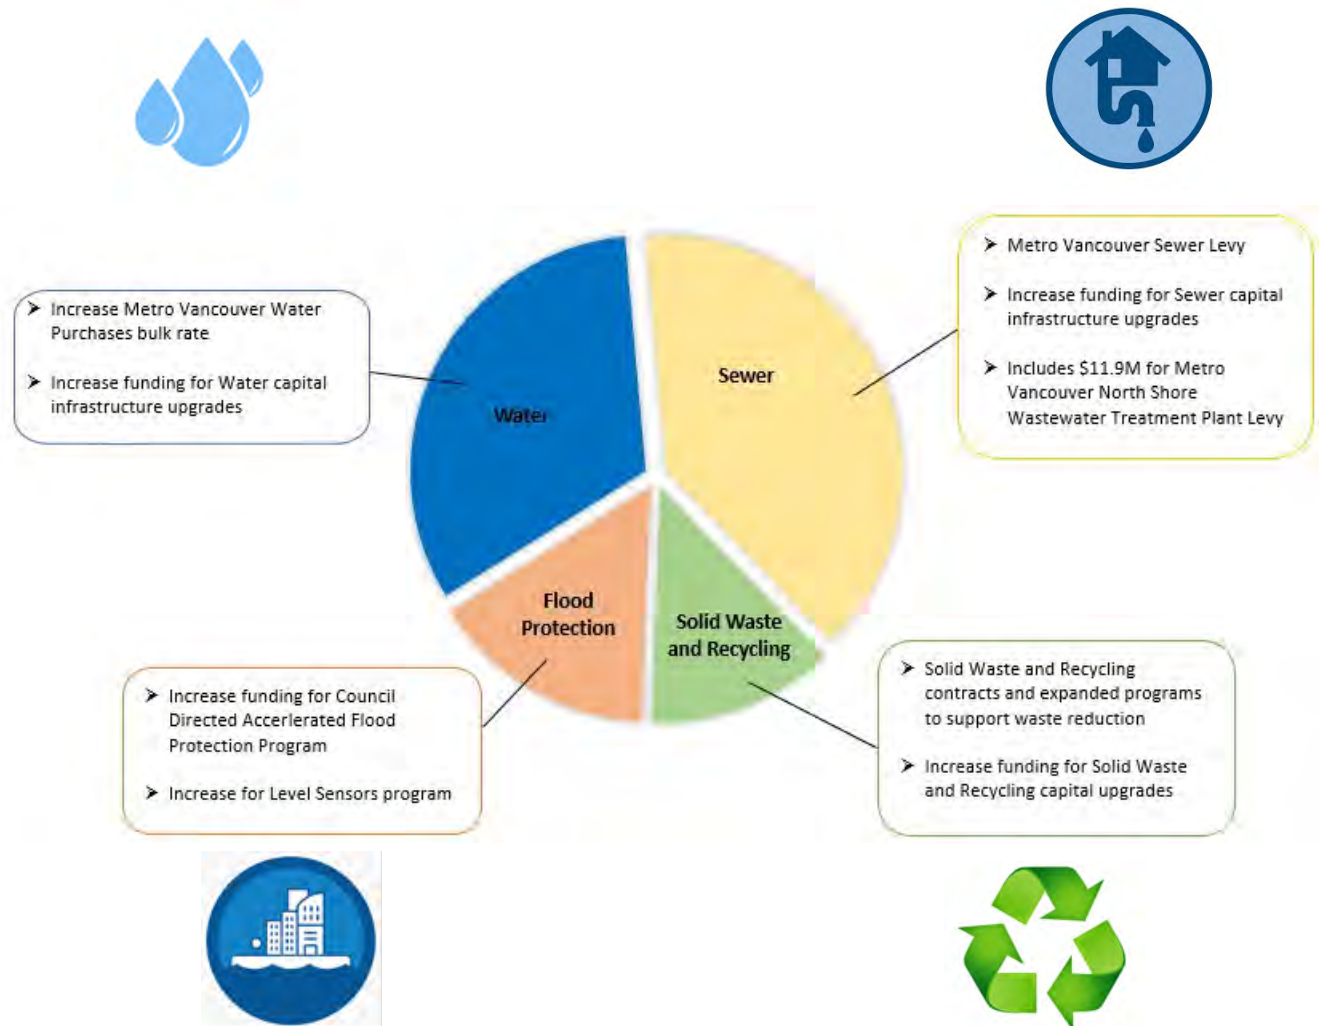 ➤ Metro Vancouver Sewer Levy
➤ Increase funding for Sewer capital
infrastructure upgrades
➤ Includes $11.9M for Metro
Vancouver North Shore
Wastewater Treatment Plant Levy
➤ Increase Metro Vancouver Water
Purchases bulk rate
➤ Increase funding for Water capital
infrastructure upgrades
Sewer
Water
Flood
Protection
Solid Waste
and Recycling
➤ Increase funding for Council
Directed Accerlerated Flood
Protection Program
➤ Increase for Level Sensors program
➤ Solid Waste and Recycling
contracts and expanded programs
to support waste reduction
➤ Increase funding for Solid Waste
and Recycling capital upgrades